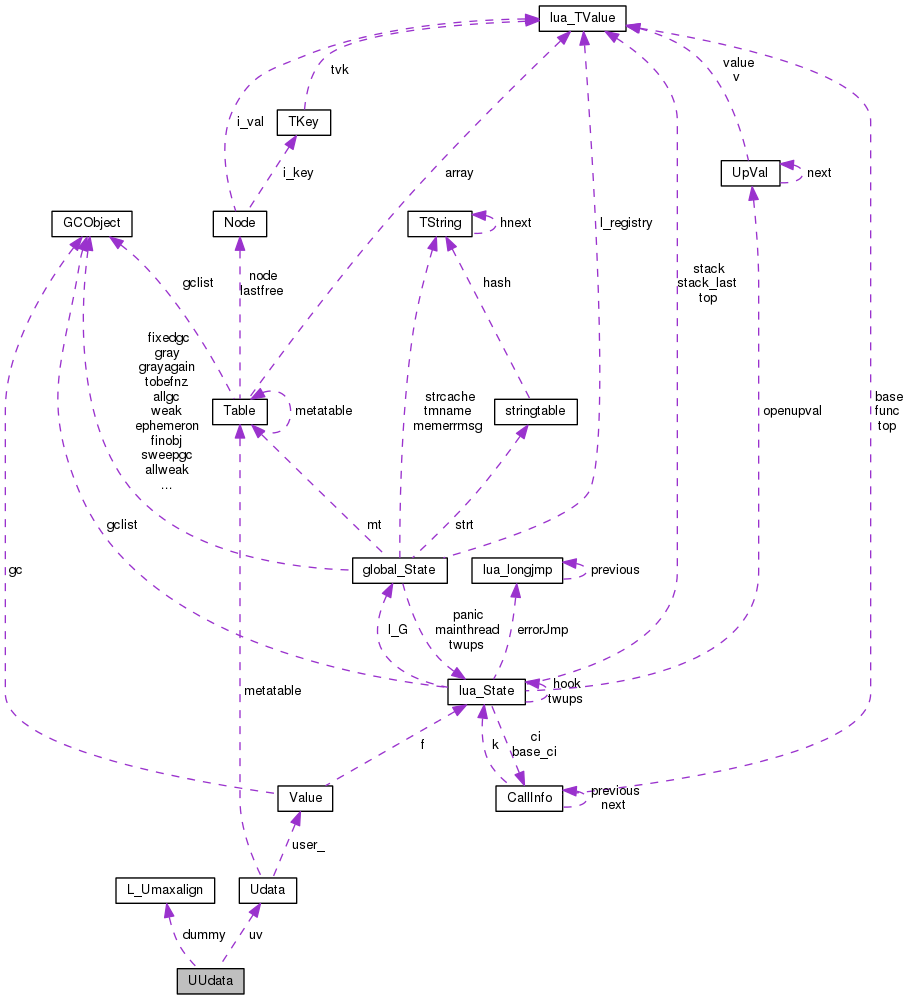 lua_TValue
tvk
value
v
i_val
TKey
i_key
array
UpVal
next
GCObject
Node
TString
hnext
l_registry
gclist
node
lastfree
hash
stack
stack_last
top
fixedgc
gray
grayagain
tobefnz
allgc
weak
ephemeron
finobj
sweepgc
allweak
...
Table
metatable
strcache
tmname
memerrmsg
stringtable
openupval
base
func
top
gclist
mt
strt
gc
global_State
lua_longjmp
previous
l_G
panic
mainthread
twups
errorJmp
metatable
lua_State
hook
twups
f
k
ci
base_ci
Value
CallInfo
previous
next
user_
L_Umaxalign
Udata
dummy
uv
UUdata